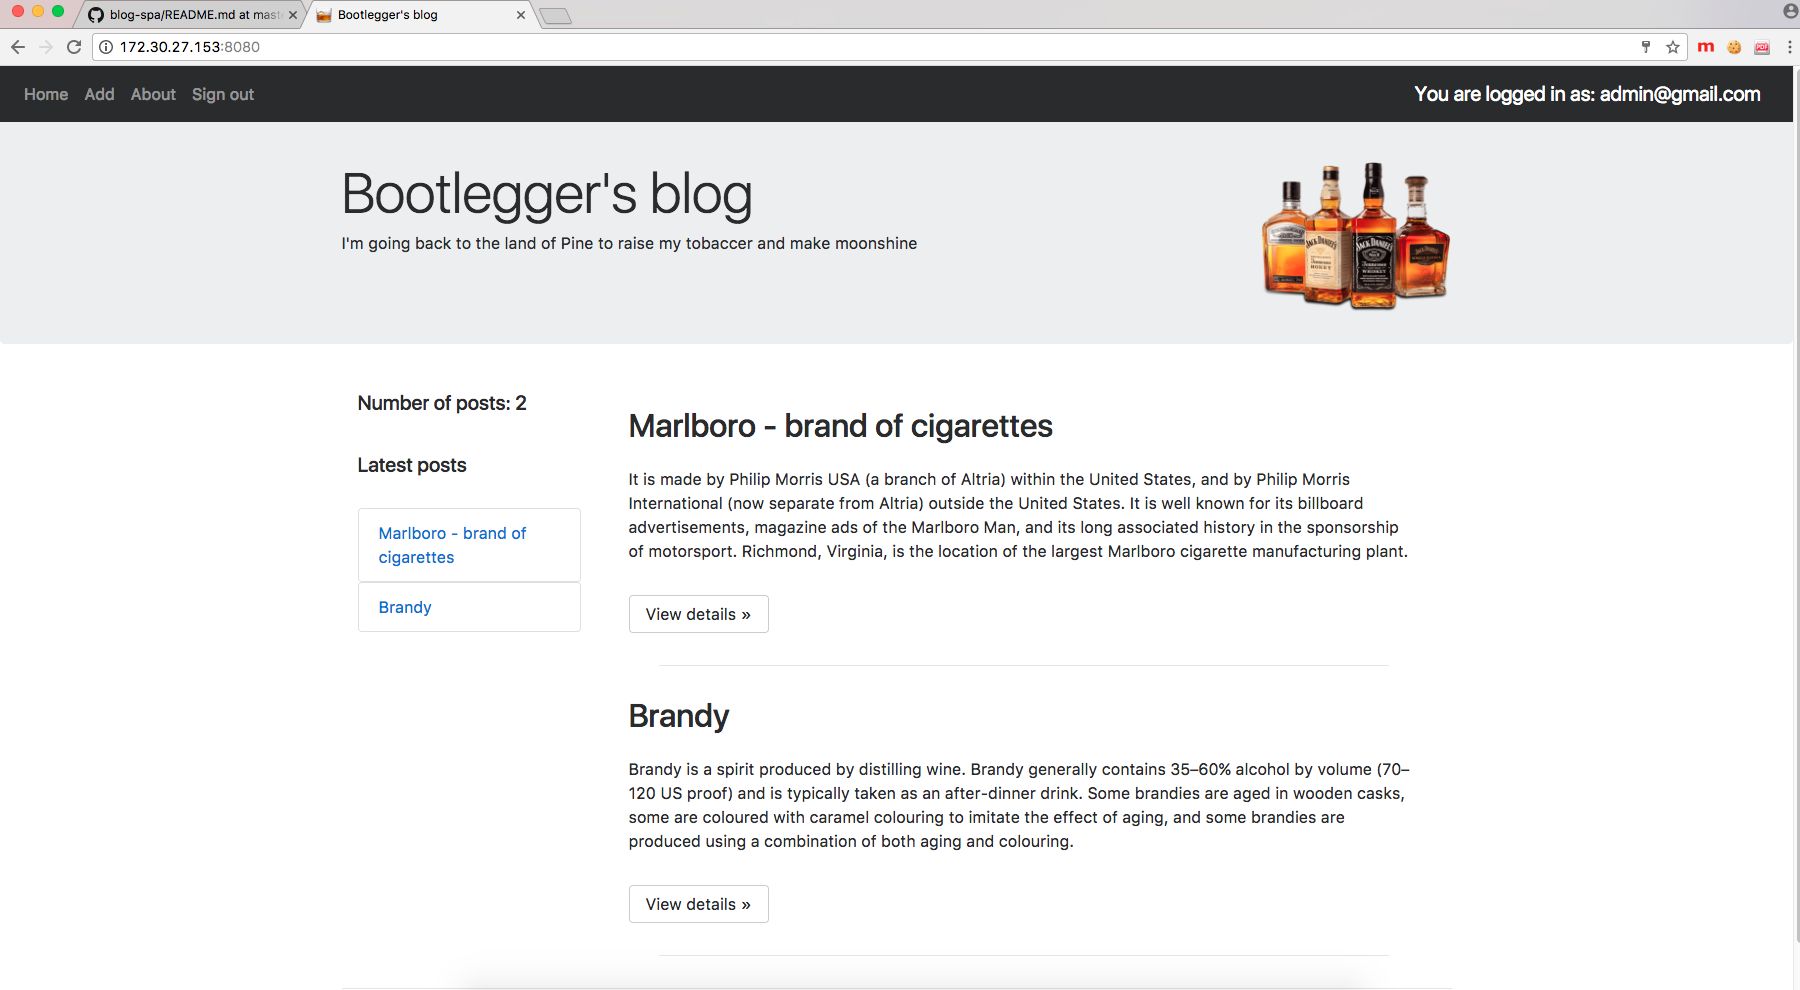 blog-spa/README.md at mast
Bootlegger's blog
172.30.27.153:8080
m
PDF
Home Add About Sign out
You are logged in as: admin@gmail.com
Bootlegger's blog
I'm going back to the land of Pine to raise my tobaccer and make moonshine
JACK DANIEL'S
HONEY
JACK DANIEL'S
WHISKEY
Number of posts: 2
Latest posts
Marlboro - brand of
cigarettes
Brandy
Marlboro - brand of cigarettes
It is made by Philip Morris USA (a branch of Altria) within the United States, and by Philip Morris
International (now separate from Altria) outside the United States. It is well known for its billboard
advertisements, magazine ads of the Marlboro Man, and its long associated history in the sponsorship
of motorsport. Richmond, Virginia, is the location of the largest Marlboro cigarette manufacturing plant.
View details »
Brandy
Brandy is a spirit produced by distilling wine. Brandy generally contains 35–60% alcohol by volume (70–
120 US proof) and is typically taken as an after-dinner drink. Some brandies are aged in wooden casks,
some are coloured with caramel colouring to imitate the effect of aging, and some brandies are
produced using a combination of both aging and colouring.
View details »